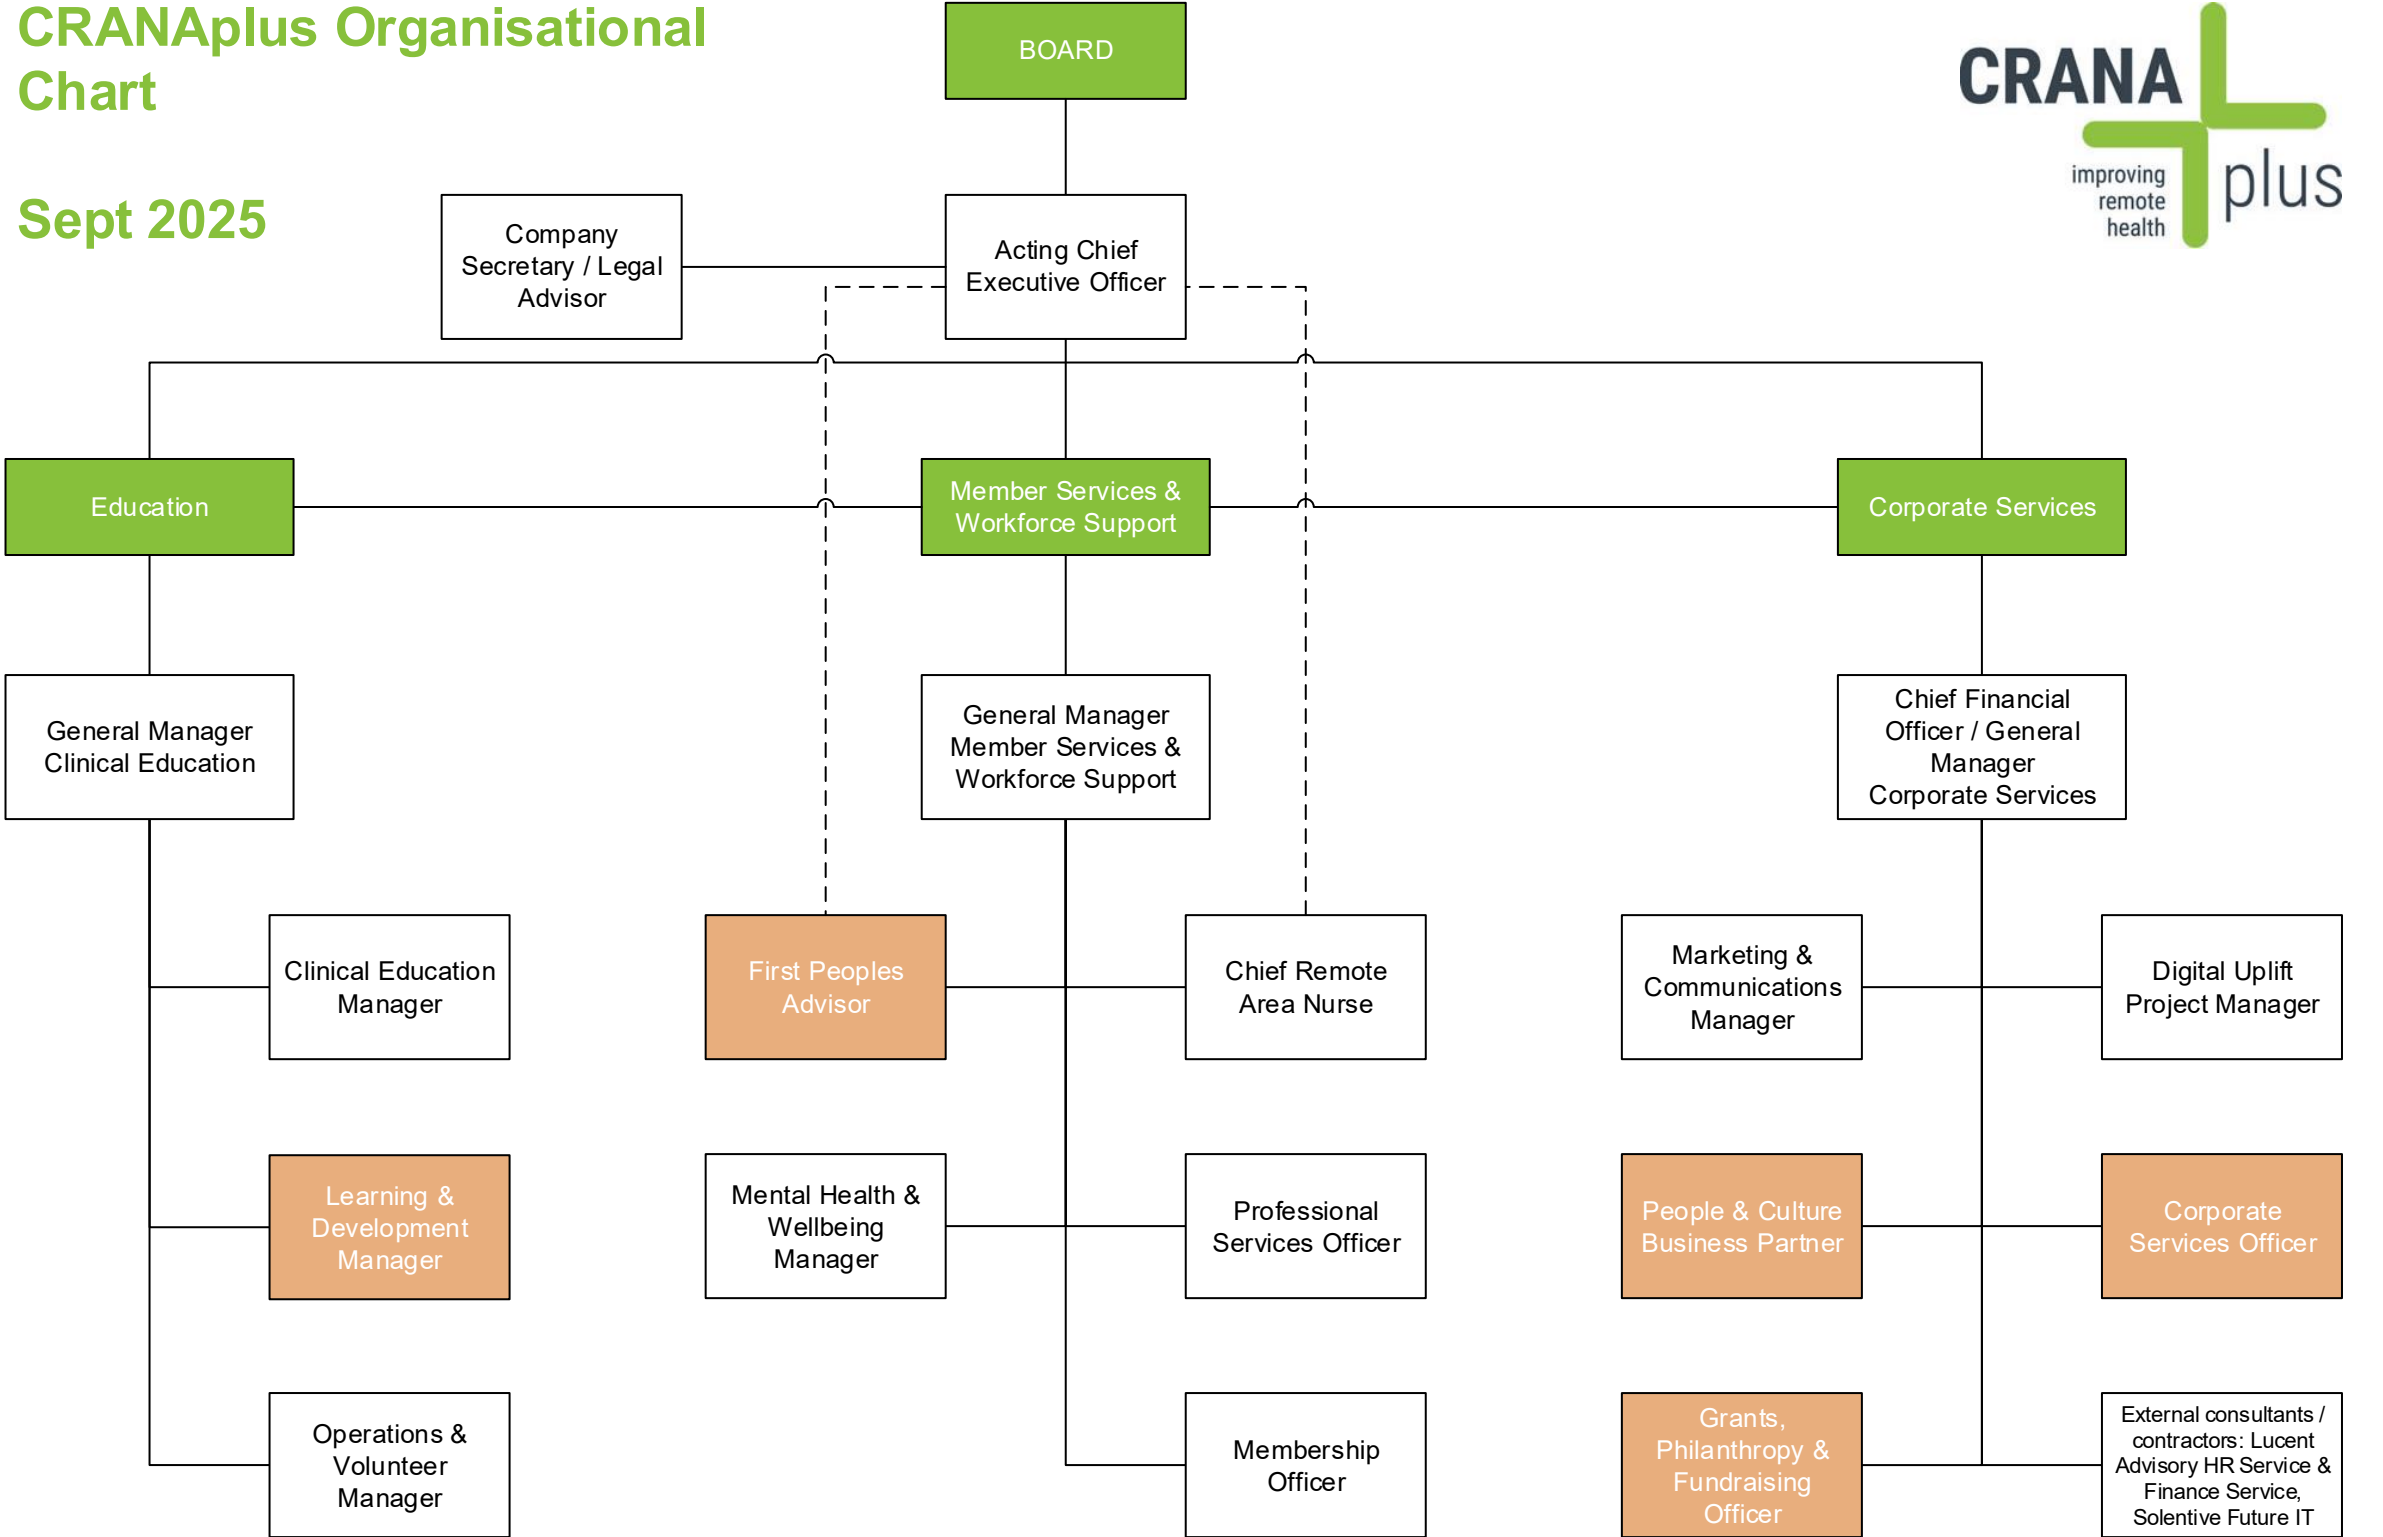 CRANAplus Organisational
Chart
Sept 2025
BOARD
CRANA
plus
improving
remote
health
Company
Secretary / Legal
Advisor
Acting Chief
Executive Officer
Education
Member Services &
Workforce Support
Corporate Services
General Manager
Clinical Education
General Manager
Member Services &
Workforce Support
Chief Financial
Officer / General
Manager
Corporate Services
Clinical Education
Manager
First Peoples
Advisor
Chief Remote
Area Nurse
Marketing &
Communications
Manager
Digital Uplift
Project Manager
Learning &
Development
Manager
Mental Health &
Wellbeing
Manager
Professional
Services Officer
People & Culture
Business Partner
Corporate
Services Officer
Operations &
Volunteer
Manager
Membership
Officer
Grants,
Philanthropy &
Fundraising
Officer
External consultants /
contractors: Lucent
Advisory HR Service &
Finance Service,
Solentive Future IT